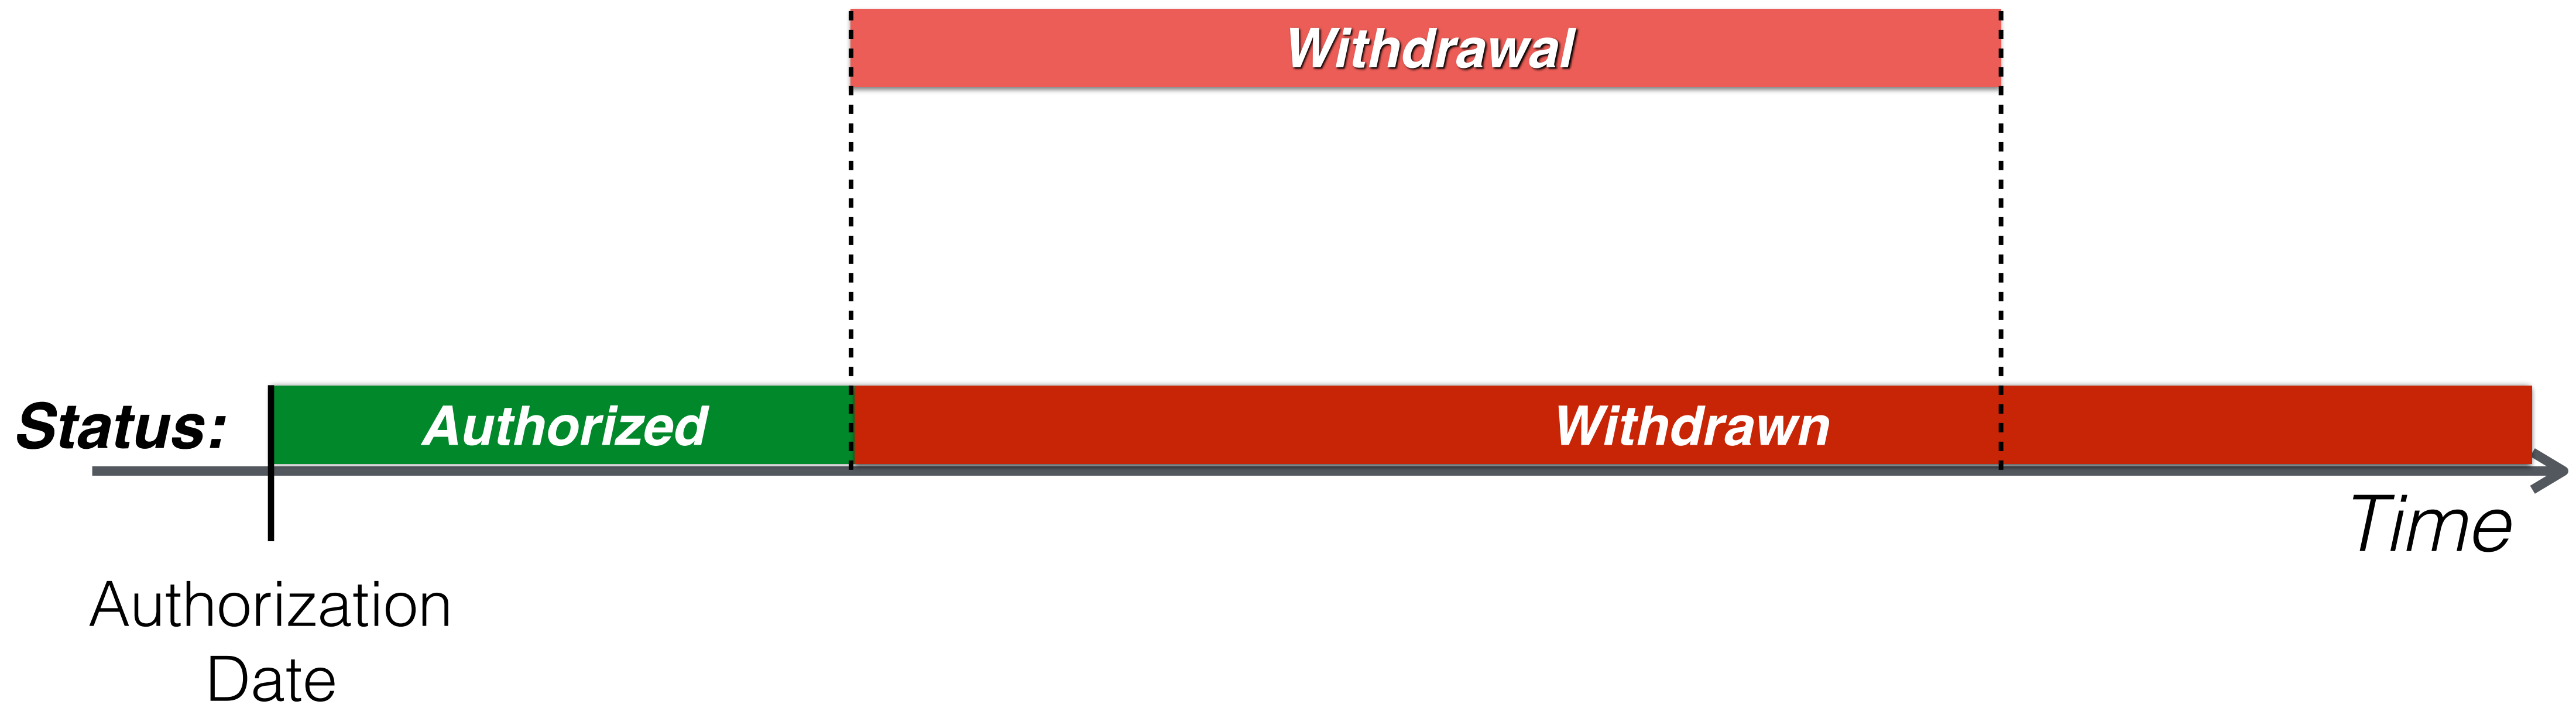 Withdrawal
Status:
Authorized
Withdrawn
Time
Authorization
Date